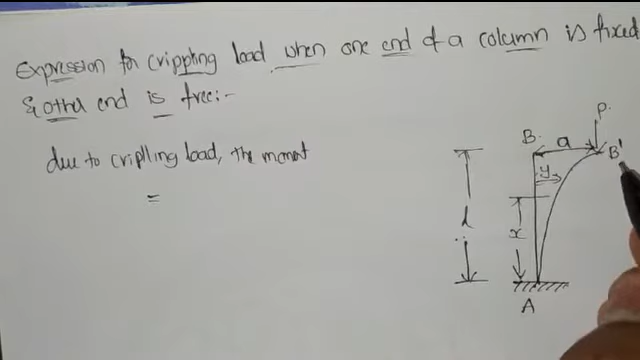 Expression for crippling load when one end of a column is fixed
& other end is free:-
due to crippling load, the moment
=
P.
B.
a
B'
y
l
x
A